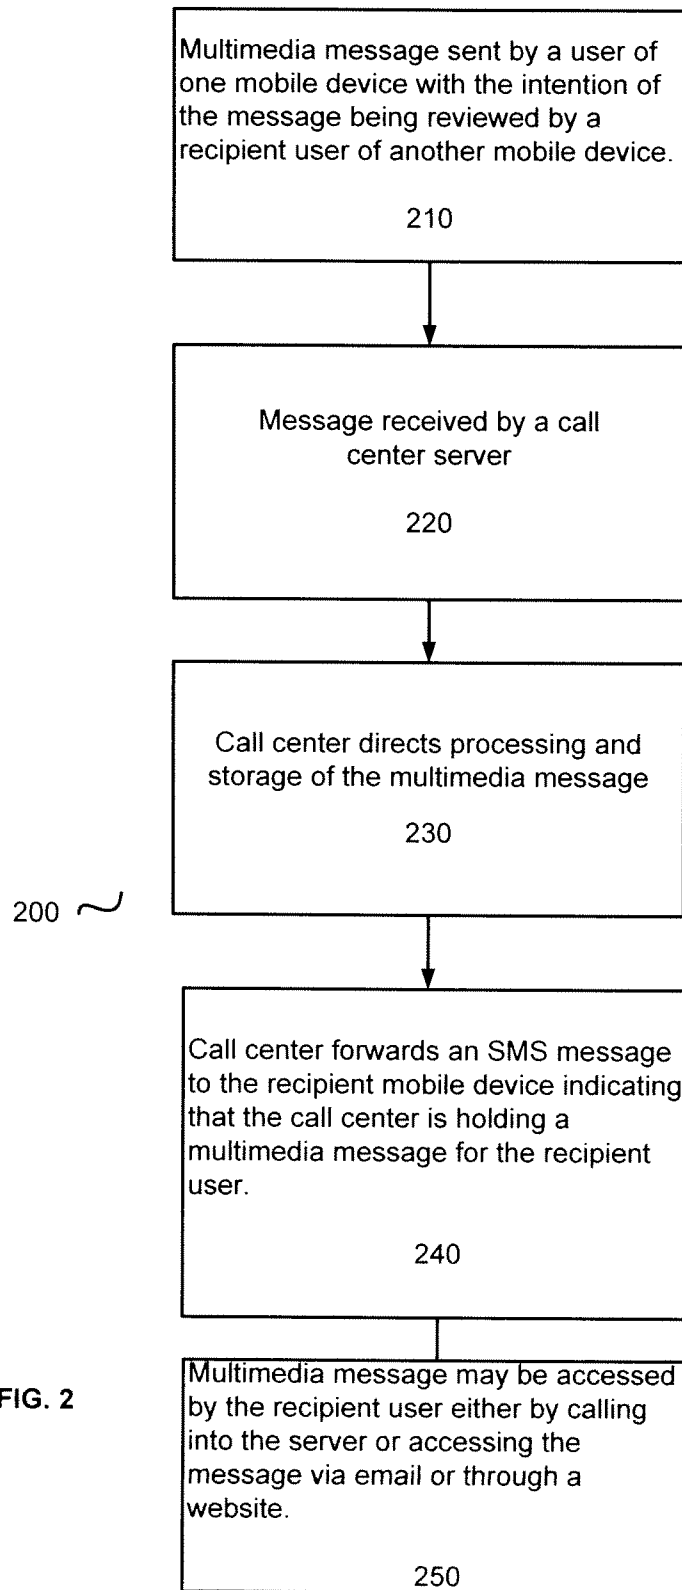 Multimedia message sent by a user of
one mobile device with the intention of
the message being reviewed by a
recipient user of another mobile device.
210
Message received by a call
center server
220
Call center directs processing and
storage of the multimedia message
230
200
Call center forwards an SMS message
to the recipient mobile device indicating
that the call center is holding a
multimedia message for the recipient
user.
240
FIG. 2
Multimedia message may be accessed
by the recipient user either by calling
into the server or accessing the
message via email or through a
website.
250